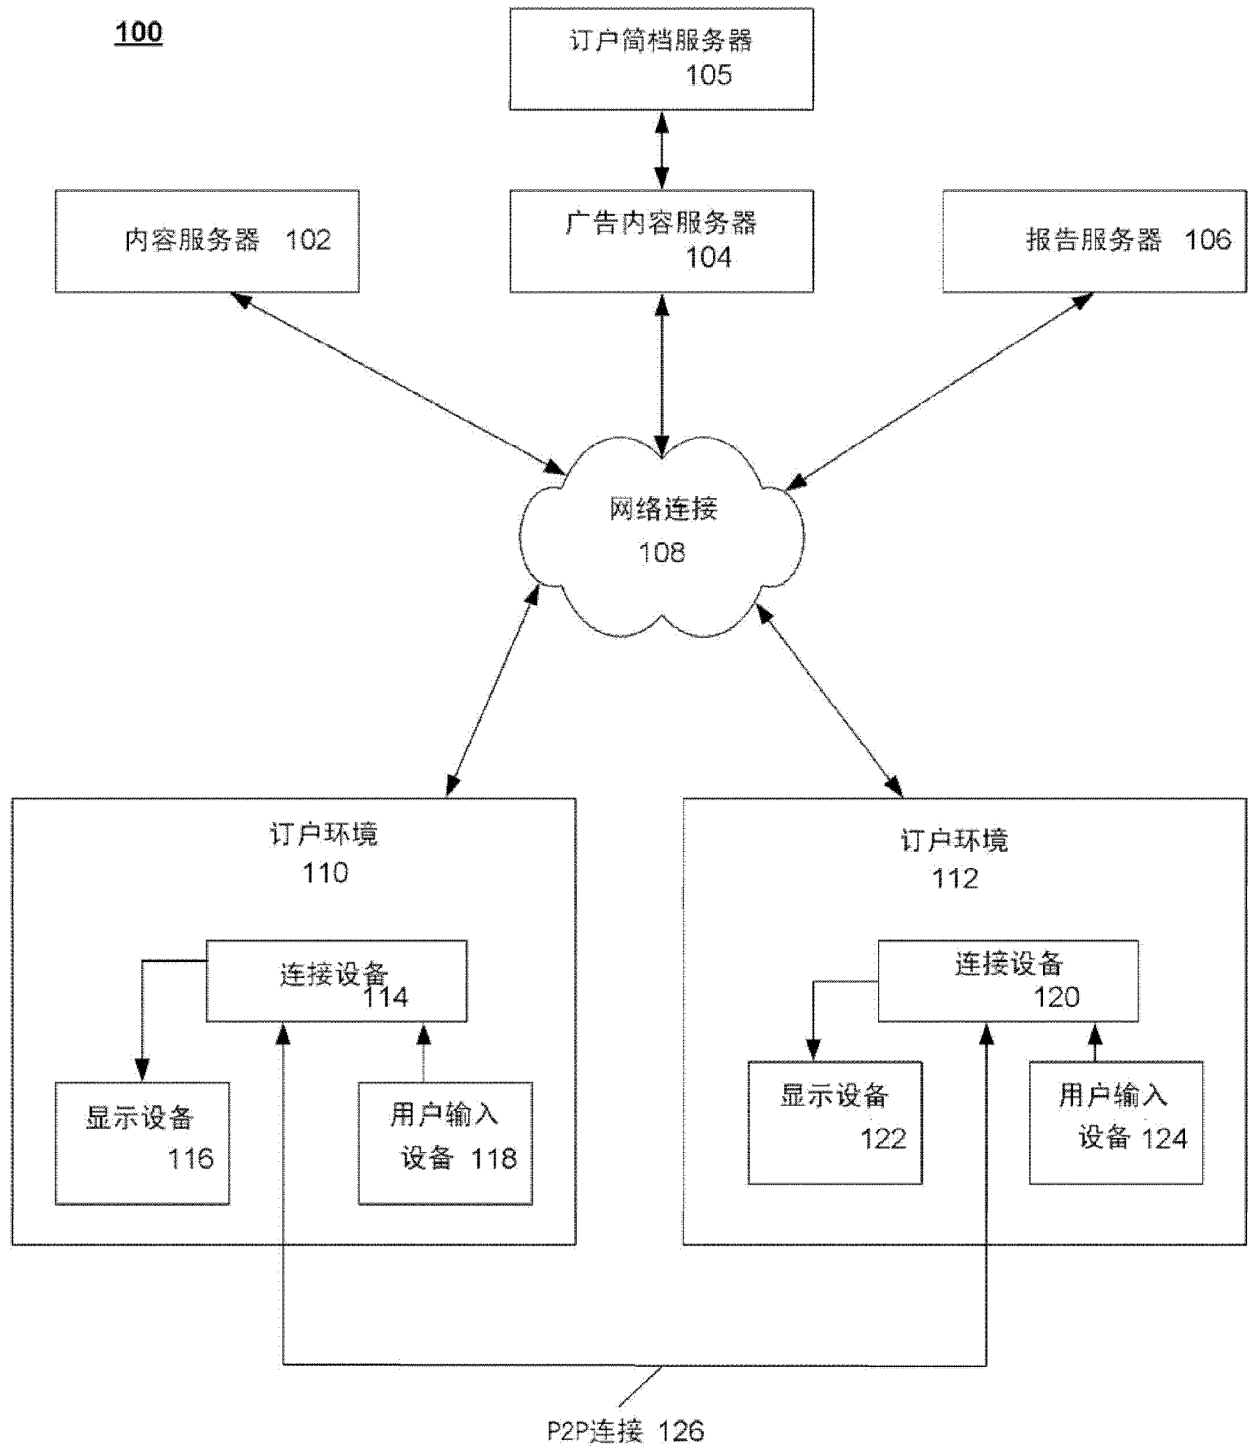 100
订户简档服务器
105
内容服务器 102
广告内容服务器
104
报告服务器 106
网络连接
108
订户环境
110
连接设备
114
显示设备
116
用户输入
设备 118
订户环境
112
连接设备
120
显示设备
122
用户输入
设备 124
P2P连接 126